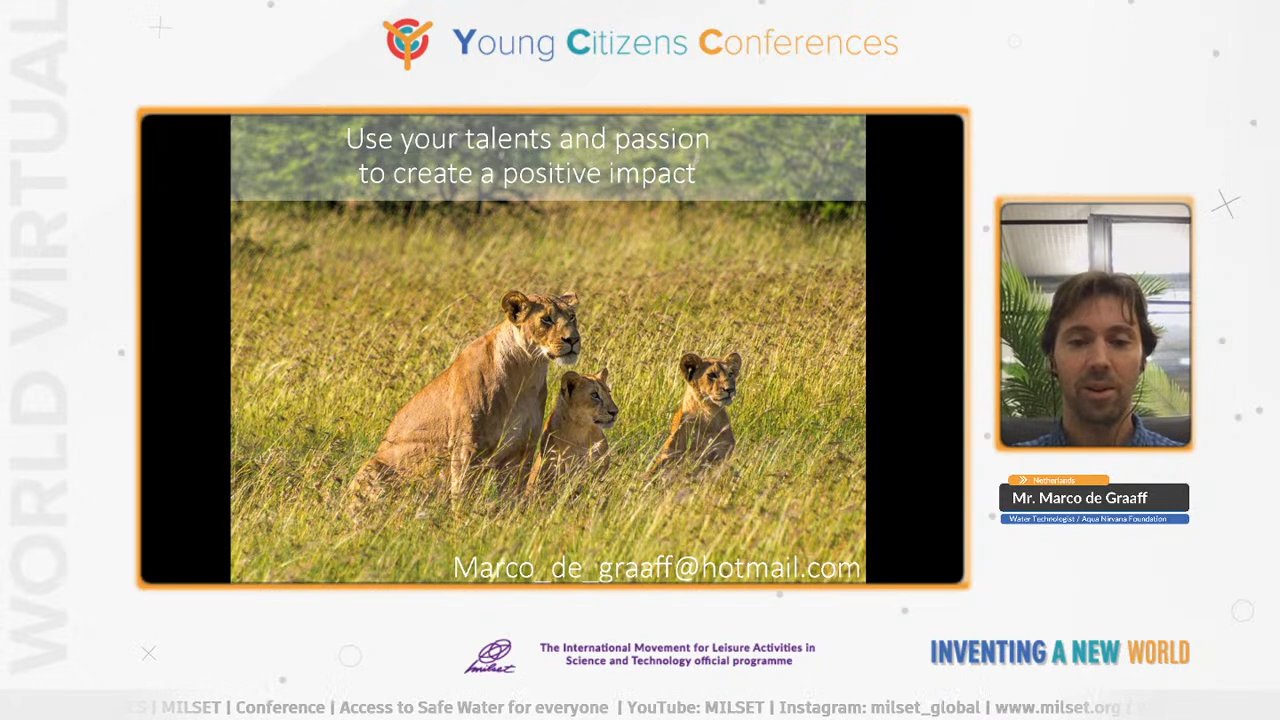 WORLD VIRTUAL
Young Citizens Conferences
Use your talents and passion
to create a positive impact
Marco_de_graaff@hotmail.com
Netherlands
Mr. Marco de Graaff
Water Technologist / Aqua Nirvana Foundation
milset
The International Movement for Leisure Activities in
Science and Technology official programme
INVENTING A NEW WORLD
ES | MILSET | Conference | Access to Safe Water for everyone | YouTube: MILSET | Instagram: milset_global | www.milset.org